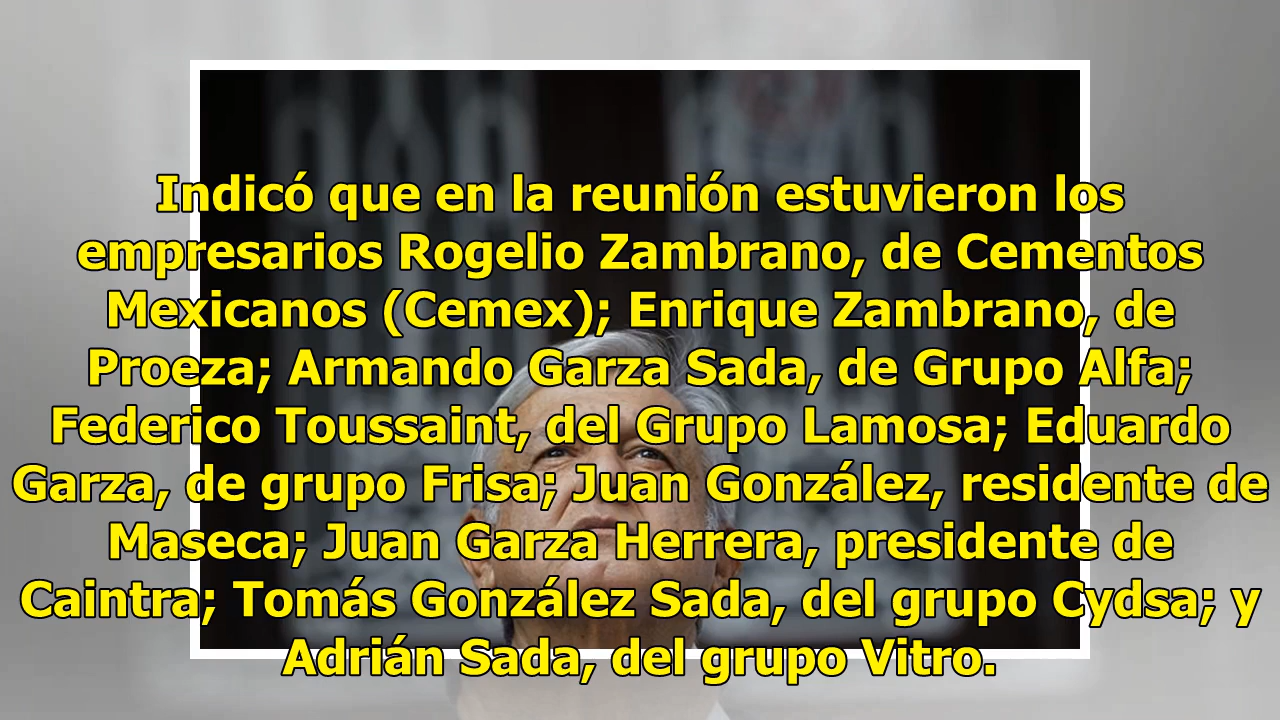 Indicó que en la reunión estuvieron los
empresarios Rogelio Zambrano, de Cementos
Mexicanos (Cemex); Enrique Zambrano, de
Proeza; Armando Garza Sada, de Grupo Alfa;
Federico Toussaint, del Grupo Lamosa; Eduardo
Garza, de grupo Frisa; Juan González, residente de
Maseca; Juan Garza Herrera, presidente de
Caintra; Tomás González Sada, del grupo Cydsa; y
Adrián Sada, del grupo Vitro.